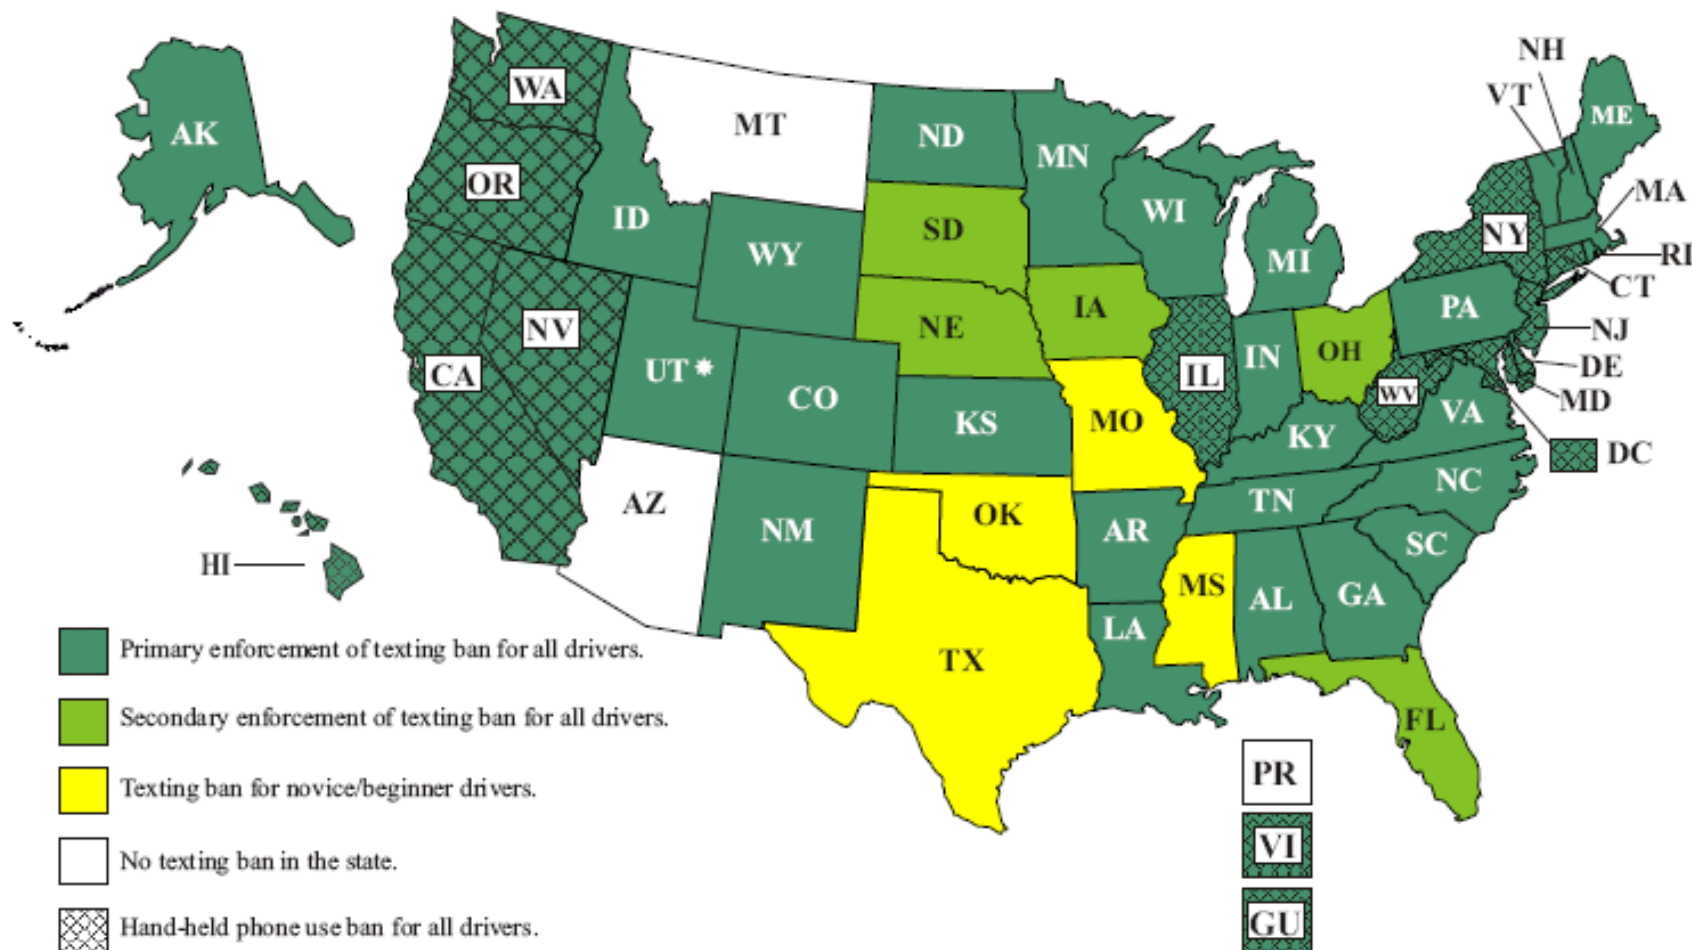 NH
VT
WA
AK
MT
ME
ND
MN
OR
MA
WI
ID
SD
NY
WY
RI
MI
CT
PA
IA
NV
NE
NJ
OH
IN
DE
UT*
CA
IL
WV
MD
CO
VA
MO
KS
KY
DC
NC
TN
AZ
OK
NM
AR
SC
HI
MS
GA
AL
LA
TX
FL
Primary enforcement of texting ban for all drivers.
Secondary enforcement of texting ban for all drivers.
Texting ban for novice/beginner drivers.
No texting ban in the state.
Hand-held phone use ban for all drivers.
PR
VI
GU